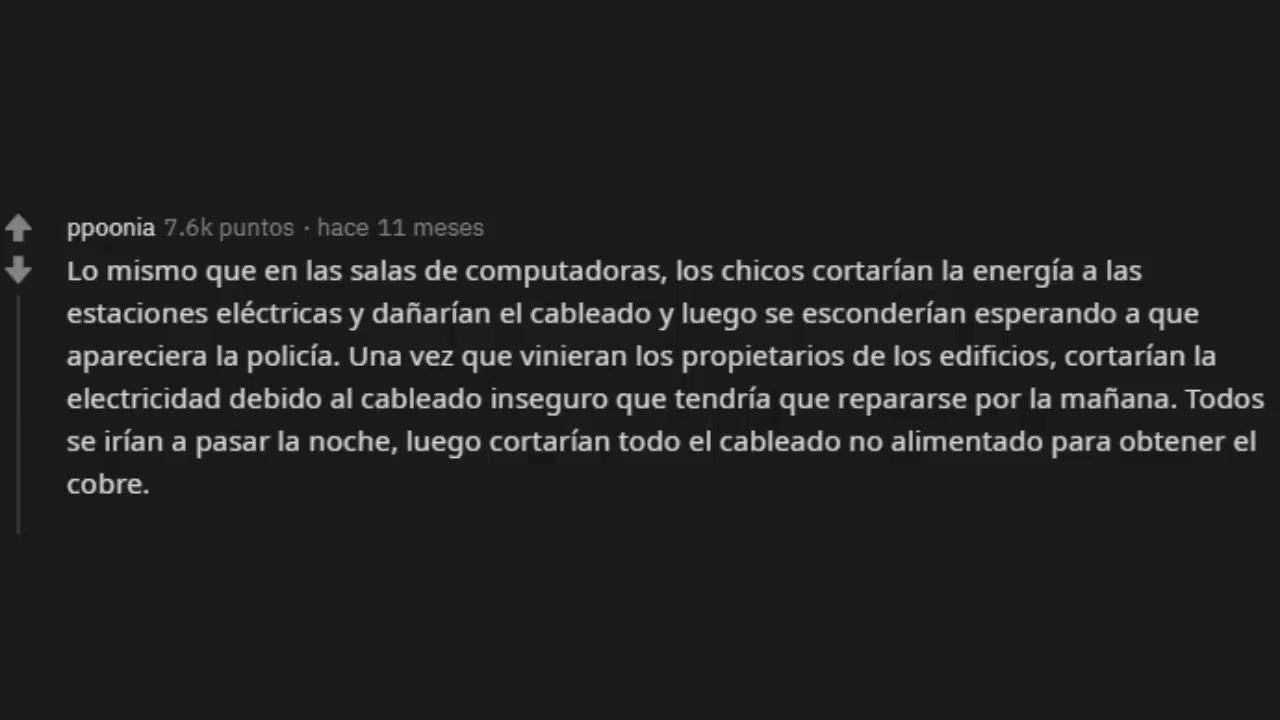 ppoonia 7.6k puntos · hace 11 meses
Lo mismo que en las salas de computadoras, los chicos cortarían la energía a las
estaciones eléctricas y dañarían el cableado y luego se esconderían esperando a que
apareciera la policía. Una vez que vinieran los propietarios de los edificios, cortarían la
electricidad debido al cableado inseguro que tendría que repararse por la mañana. Todos
se irían a pasar la noche, luego cortarían todo el cableado no alimentado para obtener el
cobre.